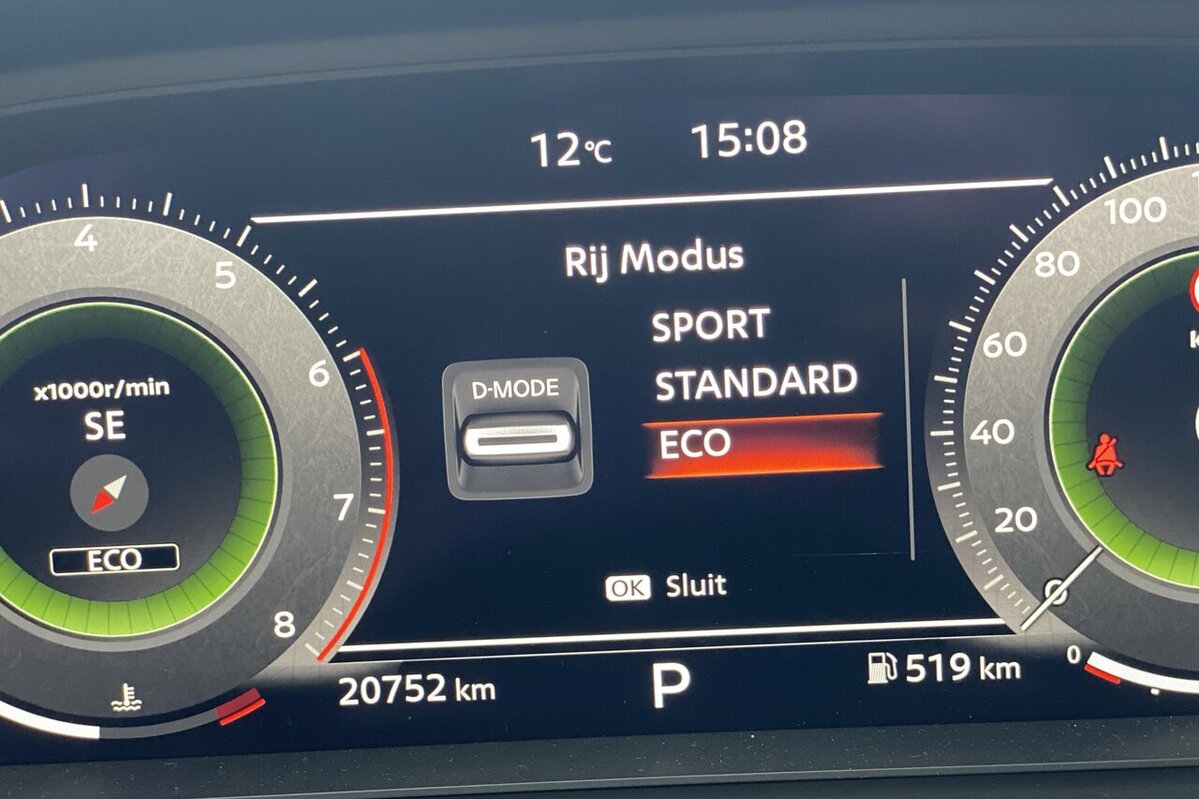 12°C 15:08
Rij Modus
SPORT
STANDARD
ECO
D-MODE
OK Sluit
20752 km
P
519 km
4
5
6
7
8
x1000r/min
SE
ECO
100
80
60
40
20
0
0